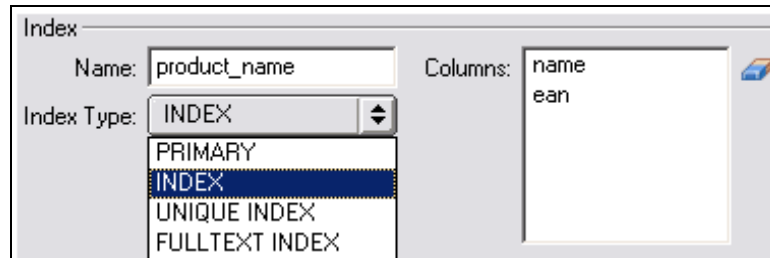 Index
Name: product_name Columns: name
ean
Index Type: INDEX
PRIMARY
INDEX
UNIQUE INDEX
FULLTEXT INDEX